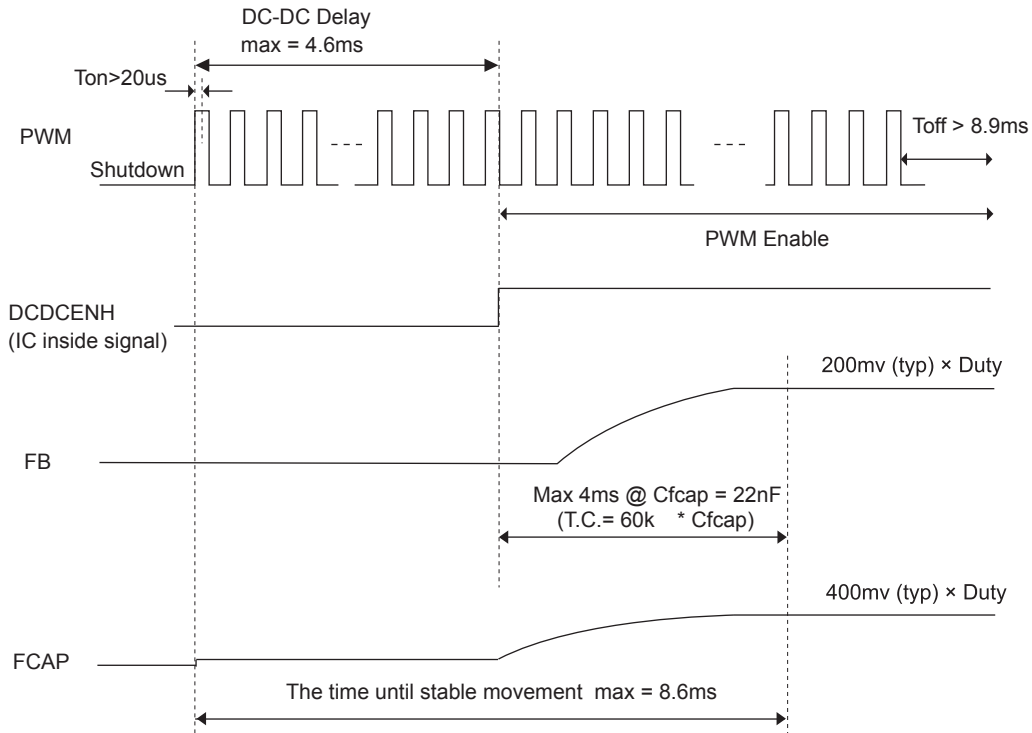 DC-DC Delay
max = 4.6ms
Ton>20us
PWM
Toff > 8.9ms
Shutdown
PWM Enable
DCDCENH
(IC inside signal)
200mv (typ) × Duty
FB
Max 4ms @ Cfcap = 22nF
(T.C.= 60k * Cfcap)
400mv (typ) × Duty
FCAP
The time until stable movement max = 8.6ms